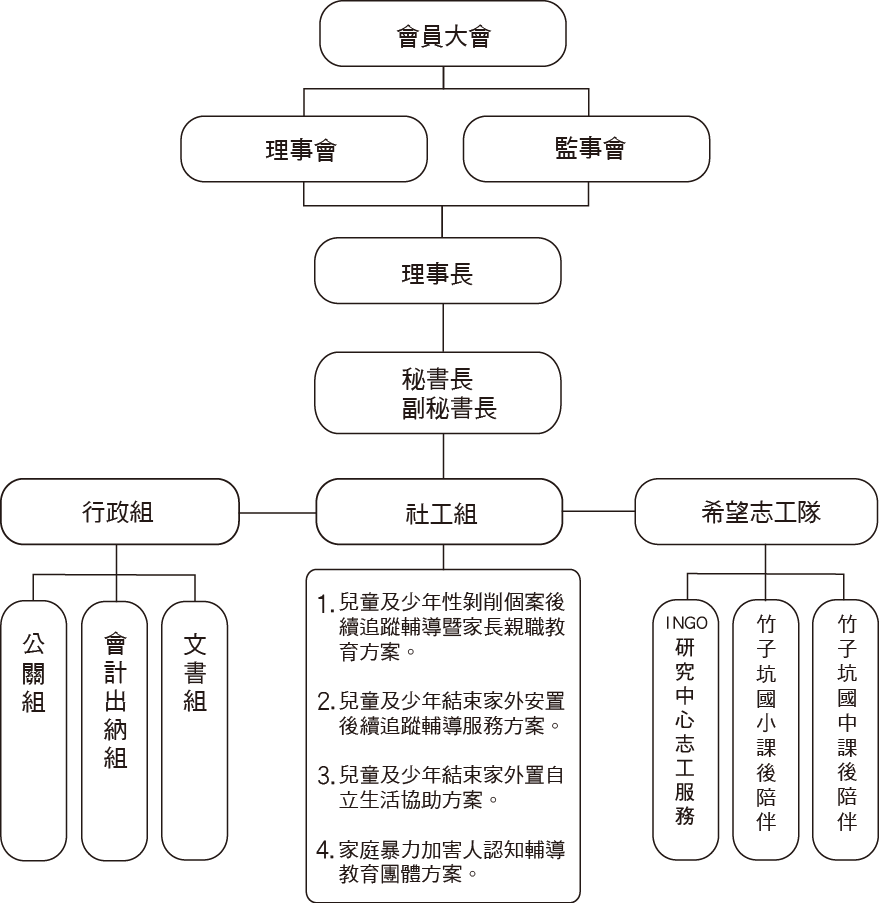 會員大會
理事會
監事會
理事長
秘書長
副秘書長
行政組
社工組
希望志工隊
公關組
會計出納組
文書組
1. 兒童及少年性剝削個案後
續追蹤輔導暨家長親職教
育方案。
2. 兒童及少年結束家外安置
後續追蹤輔導服務方案。
3. 兒童及少年結束家外置自
立生活協助方案。
4. 家庭暴力加害人認知輔導
教育團體方案。
INGO
研究中心志工服務
竹子坑國小課後陪伴
竹子坑國中課後陪伴